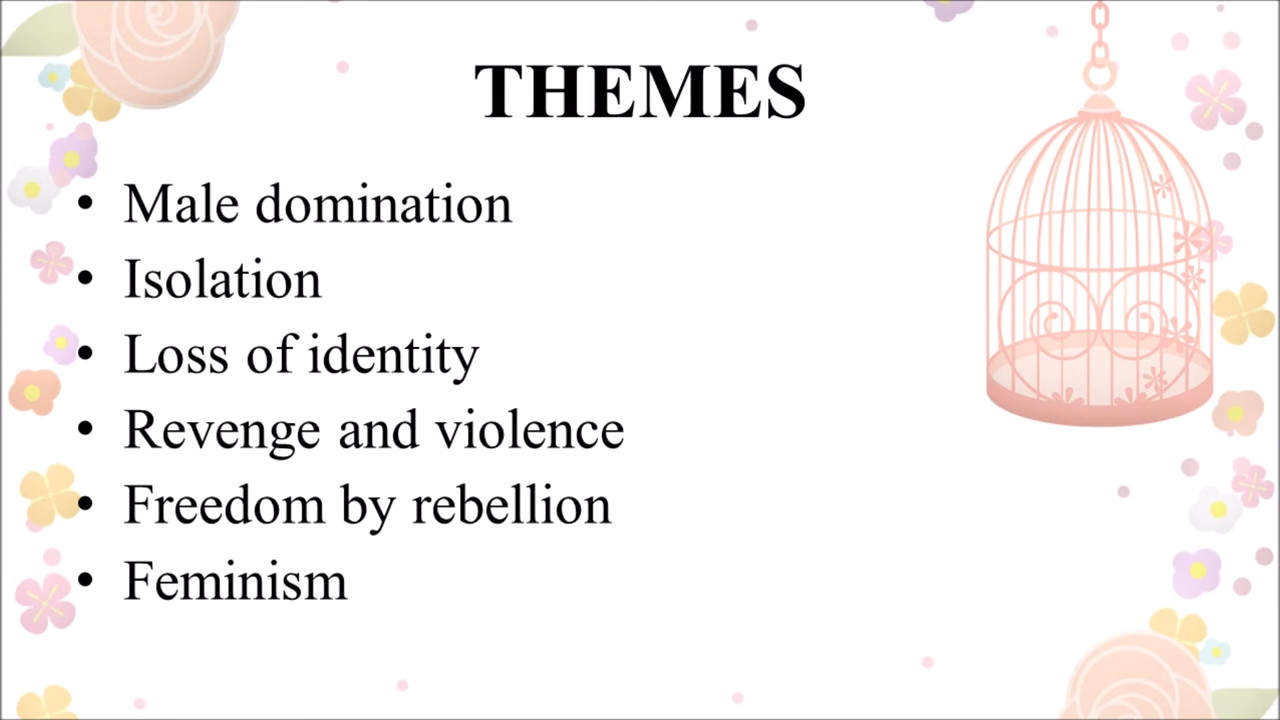 THEMES
• Male domination
• Isolation
• Loss of identity
• Revenge and violence
• Freedom by rebellion
• Feminism